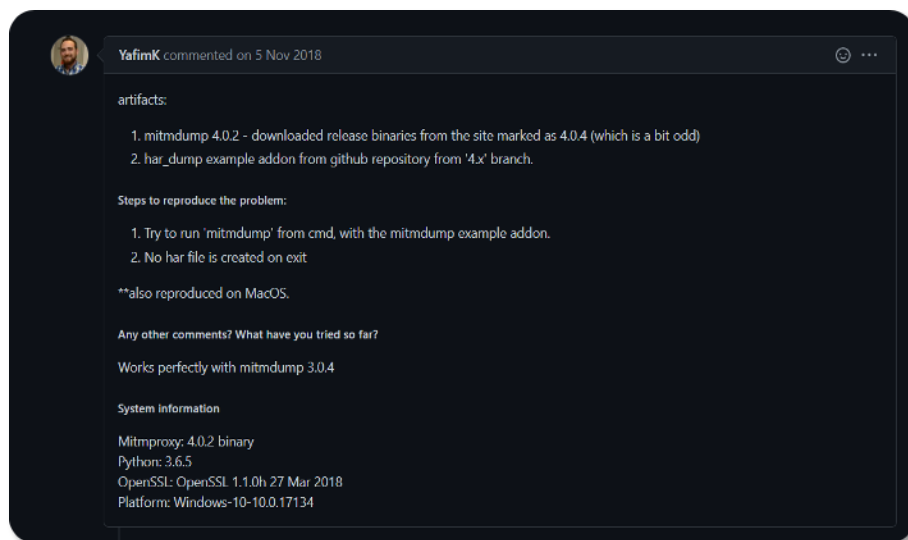 YafimK commented on 5 Nov 2018
artifacts:
1. mitmdump 4.0.2 - downloaded release binaries from the site marked as 4.0.4 (which is a bit odd)
2. har_dump example addon from github repository from '4.x' branch.
Steps to reproduce the problem:
1. Try to run 'mitmdump' from cmd, with the mitmdump example addon.
2. No har file is created on exit
**also reproduced on MacOS.
Any other comments? What have you tried so far?
Works perfectly with mitmdump 3.0.4
System information
Mitmproxy: 4.0.2 binary
Python: 3.6.5
OpenSSL: OpenSSL 1.1.0h 27 Mar 2018
Platform: Windows-10-10.0.17134